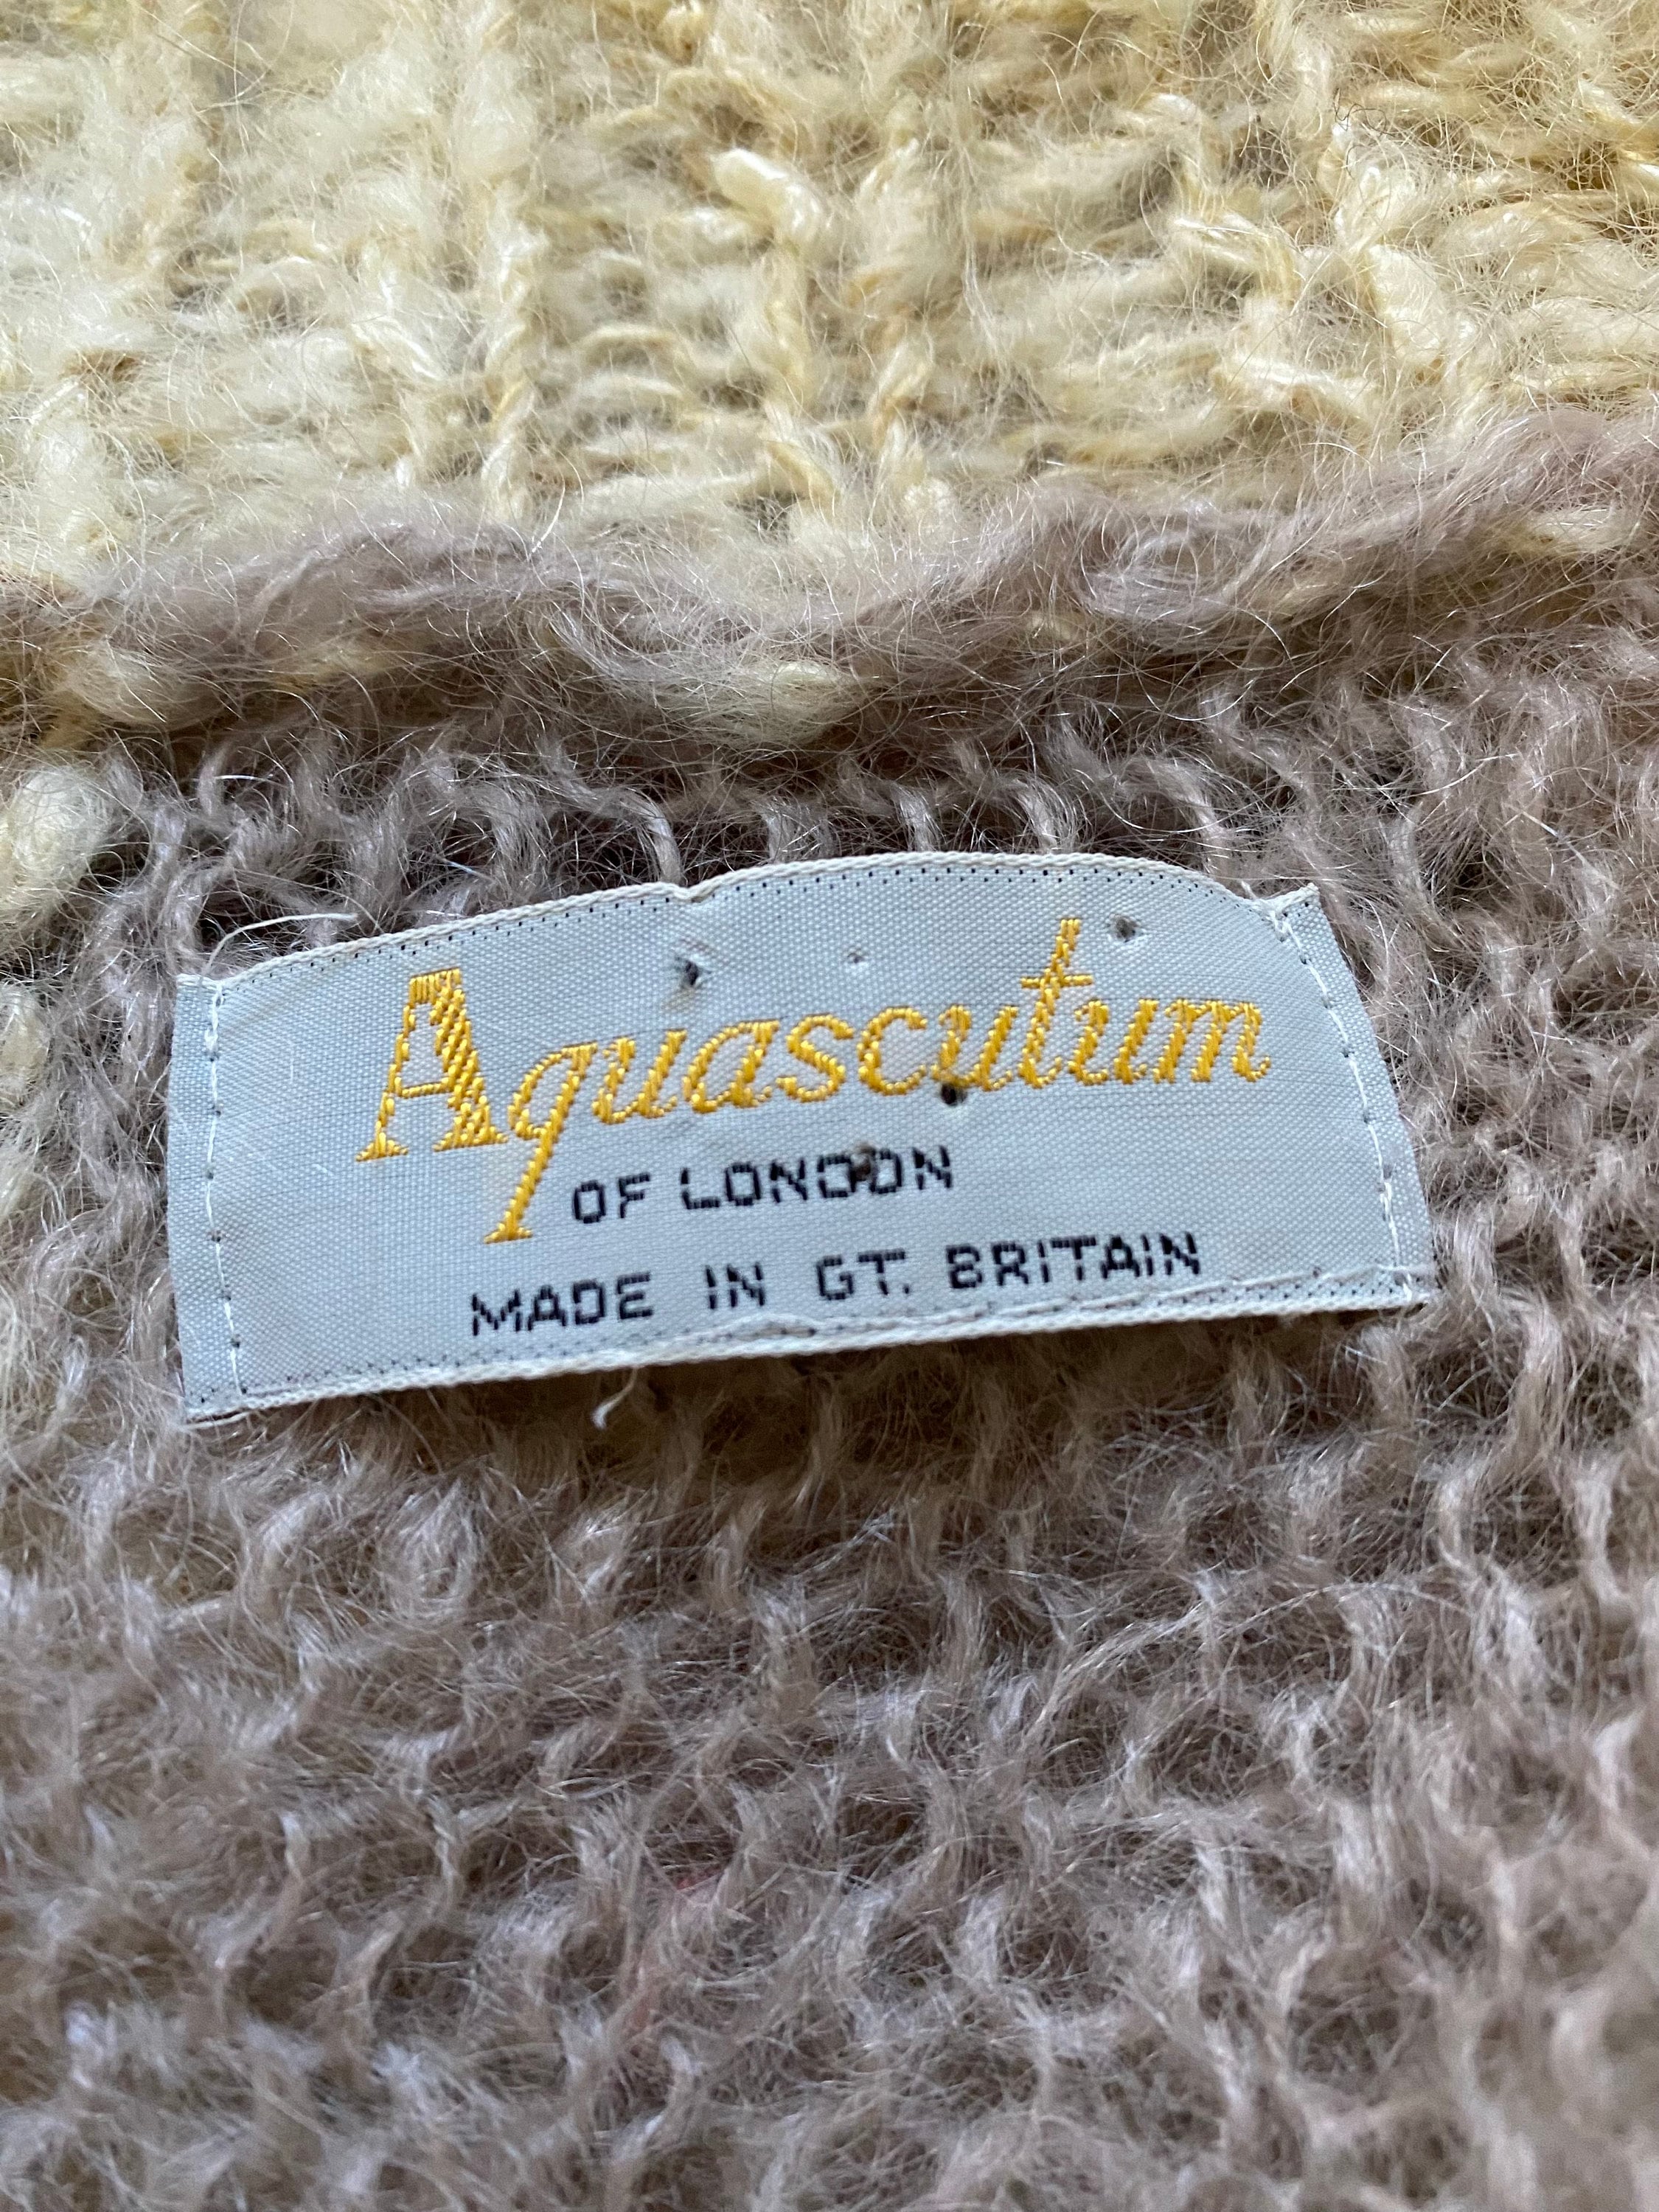 Aquascutum
OF LONDON
MADE IN GT. BRITAIN